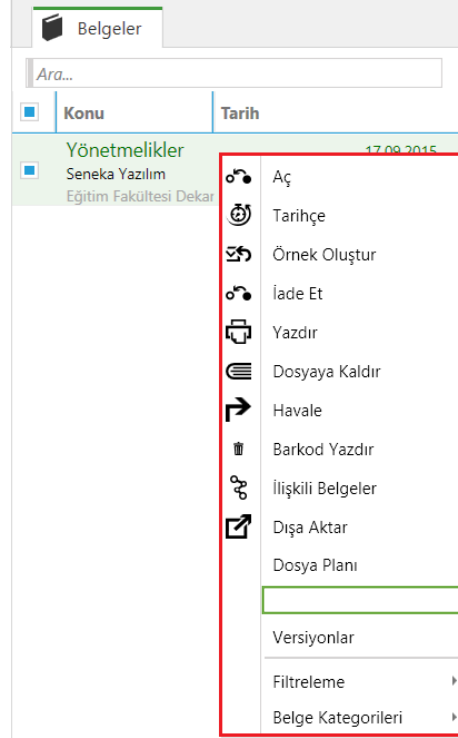 Belgeler
Ara...
Konu Tarih
Yönetmelikler 17.09.2015
Seneka Yazılım
Eğitim Fakültesi Dekar
Aç
Tarihçe
Örnek Oluştur
İade Et
Yazdır
Dosyaya Kaldır
Havale
Barkod Yazdır
İlişkili Belgeler
Dışa Aktar
Dosya Planı
Versiyonlar
Filtreleme
Belge Kategorileri